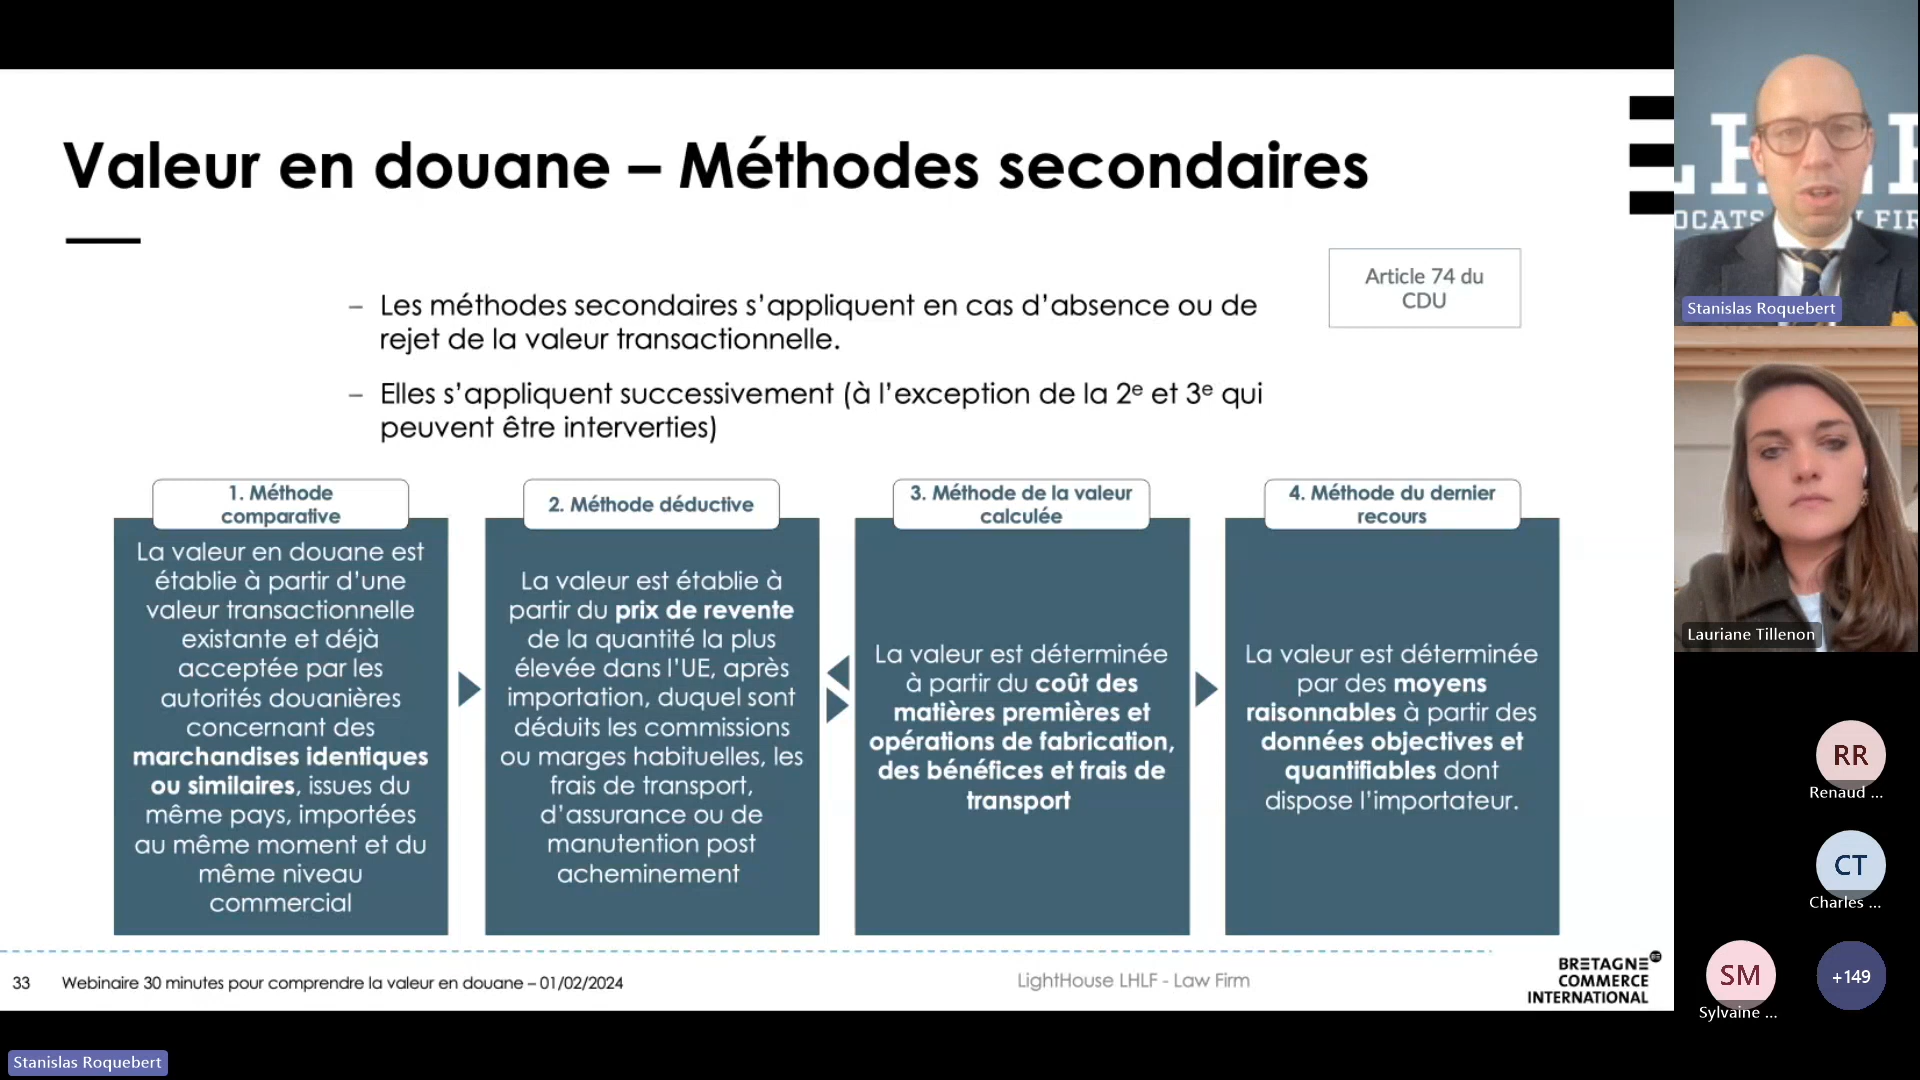 Valeur en douane – Méthodes secondaires
Article 74 du
CDU
– Les méthodes secondaires s’appliquent en cas d’absence ou de
rejet de la valeur transactionnelle.
– Elles s’appliquent successivement (à l’exception de la 2e et 3e qui
peuvent être interverties)
1. Méthode
comparative
La valeur en douane est
établie à partir d’une
valeur transactionnelle
existante et déjà
acceptée par les
autorités douanières
concernant des
marchandises identiques
ou similaires, issues du
même pays, importées
au même moment et du
même niveau
commercial
2. Méthode déductive
La valeur est établie à
partir du prix de revente
de la quantité la plus
élevée dans l’UE, après
importation, duquel sont
déduits les commissions
ou marges habituelles, les
frais de transport,
d’assurance ou de
manutention post
acheminement
3. Méthode de la valeur
calculée
La valeur est déterminée
à partir du coût des
matières premières et
opérations de fabrication,
des bénéfices et frais de
transport
4. Méthode du dernier
recours
La valeur est déterminée
par des moyens
raisonnables à partir des
données objectives et
quantifiables dont
dispose l’importateur.
33 Webinaire 30 minutes pour comprendre la valeur en douane – 01/02/2024
LightHouse LHLF - Law Firm
BRETAGNE
COMMERCE
INTERNATIONAL
Stanislas Roquebert
Stanislas Roquebert
Lauriane Tillenon
RR
Renaud ...
CT
Charles ...
SM
Sylvaine ...
+149